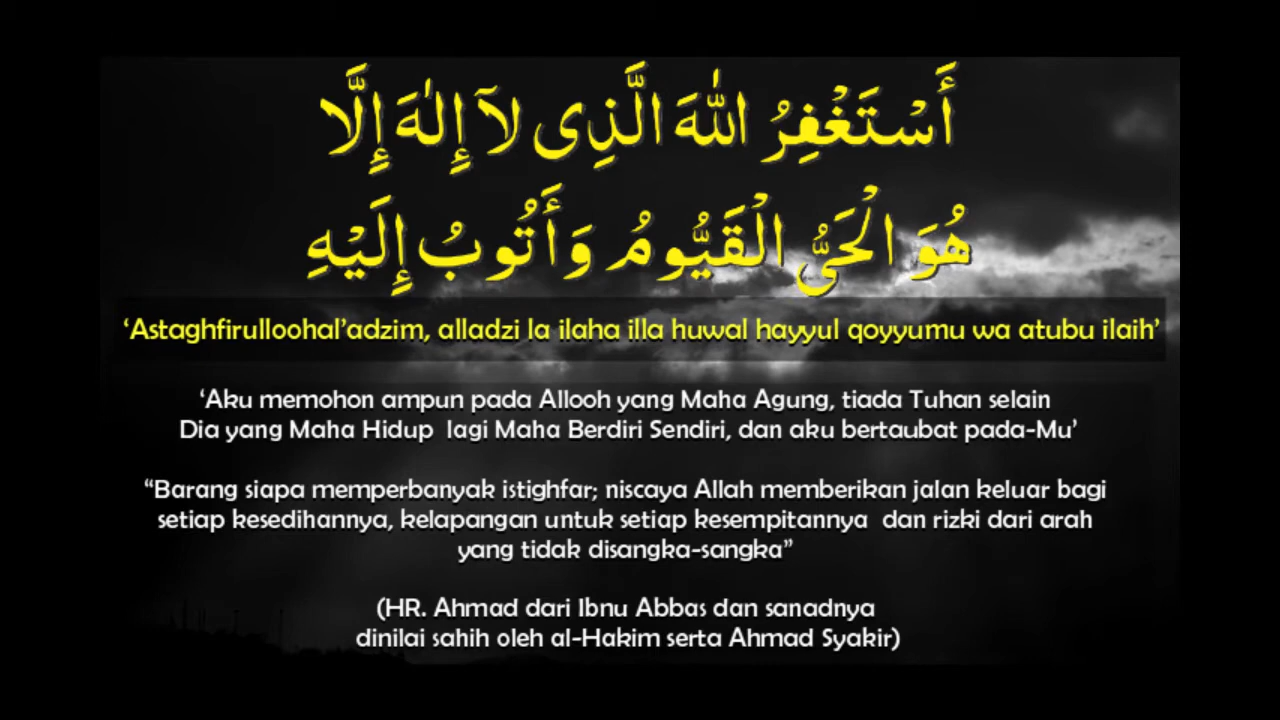 أَسْتَغْفِرُ اللّٰهَ الَّذِى لآ إِلٰهَ إِلَّا
هُوَ الْحَيُّ الْقَيُّومُ وَأَتُوبُ إِلَيْهِ
‘Astaghfirulloohal’adzim, alladzi la ilaha illa huwal hayyul qoyyumu wa atubu ilaih’
‘Aku memohon ampun pada Allooh yang Maha Agung, tiada Tuhan selain
Dia yang Maha Hidup lagi Maha Berdiri Sendiri, dan aku bertaubat pada-Mu’
“Barang siapa memperbanyak istighfar; niscaya Allah memberikan jalan keluar bagi
setiap kesedihannya, kelapangan untuk setiap kesempitannya dan rizki dari arah
yang tidak disangka-sangka”
(HR. Ahmad dari Ibnu Abbas dan sanadnya
dinilai sahih oleh al-Hakim serta Ahmad Syakir)